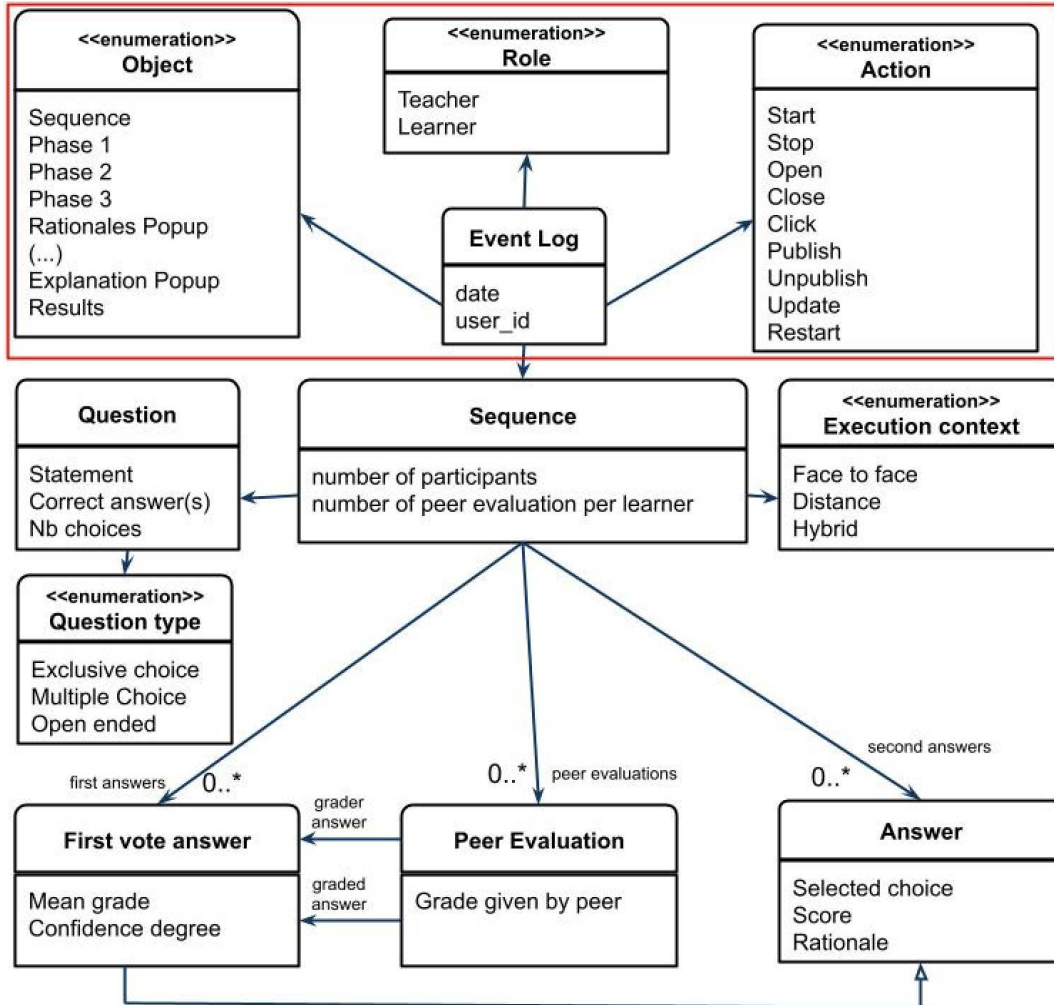 <<enumeration>>
Object
Sequence
Phase 1
Phase 2
Phase 3
Rationales Popup
(...)
Explanation Popup
Results
<<enumeration>>
Role
Teacher
Learner
<<enumeration>>
Action
Start
Stop
Open
Close
Click
Publish
Unpublish
Update
Restart
Event Log
date
user_id
Question
Statement
Correct answer(s)
Nb choices
Sequence
number of participants
number of peer evaluation per learner
<<enumeration>>
Execution context
Face to face
Distance
Hybrid
<<enumeration>>
Question type
Exclusive choice
Multiple Choice
Open ended
first answers
0..*
0..*
peer evaluations
second answers
0..*
First vote answer
Mean grade
Confidence degree
grader
answer
graded
answer
Peer Evaluation
Grade given by peer
Answer
Selected choice
Score
Rationale